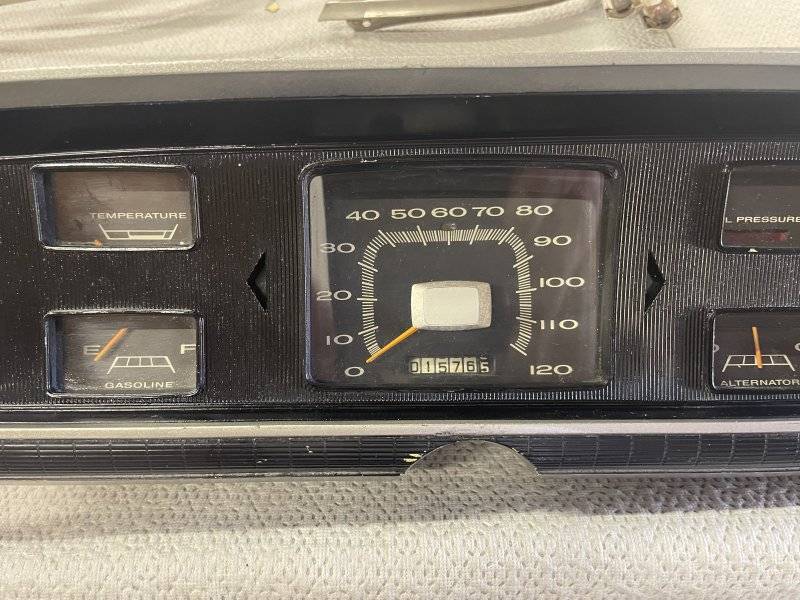 TEMPERATURE
E F
GASOLINE
0 10 20 30 40 50 60 70 80 90 100 110 120
015765
L PRESSURE
ALTERNATOR